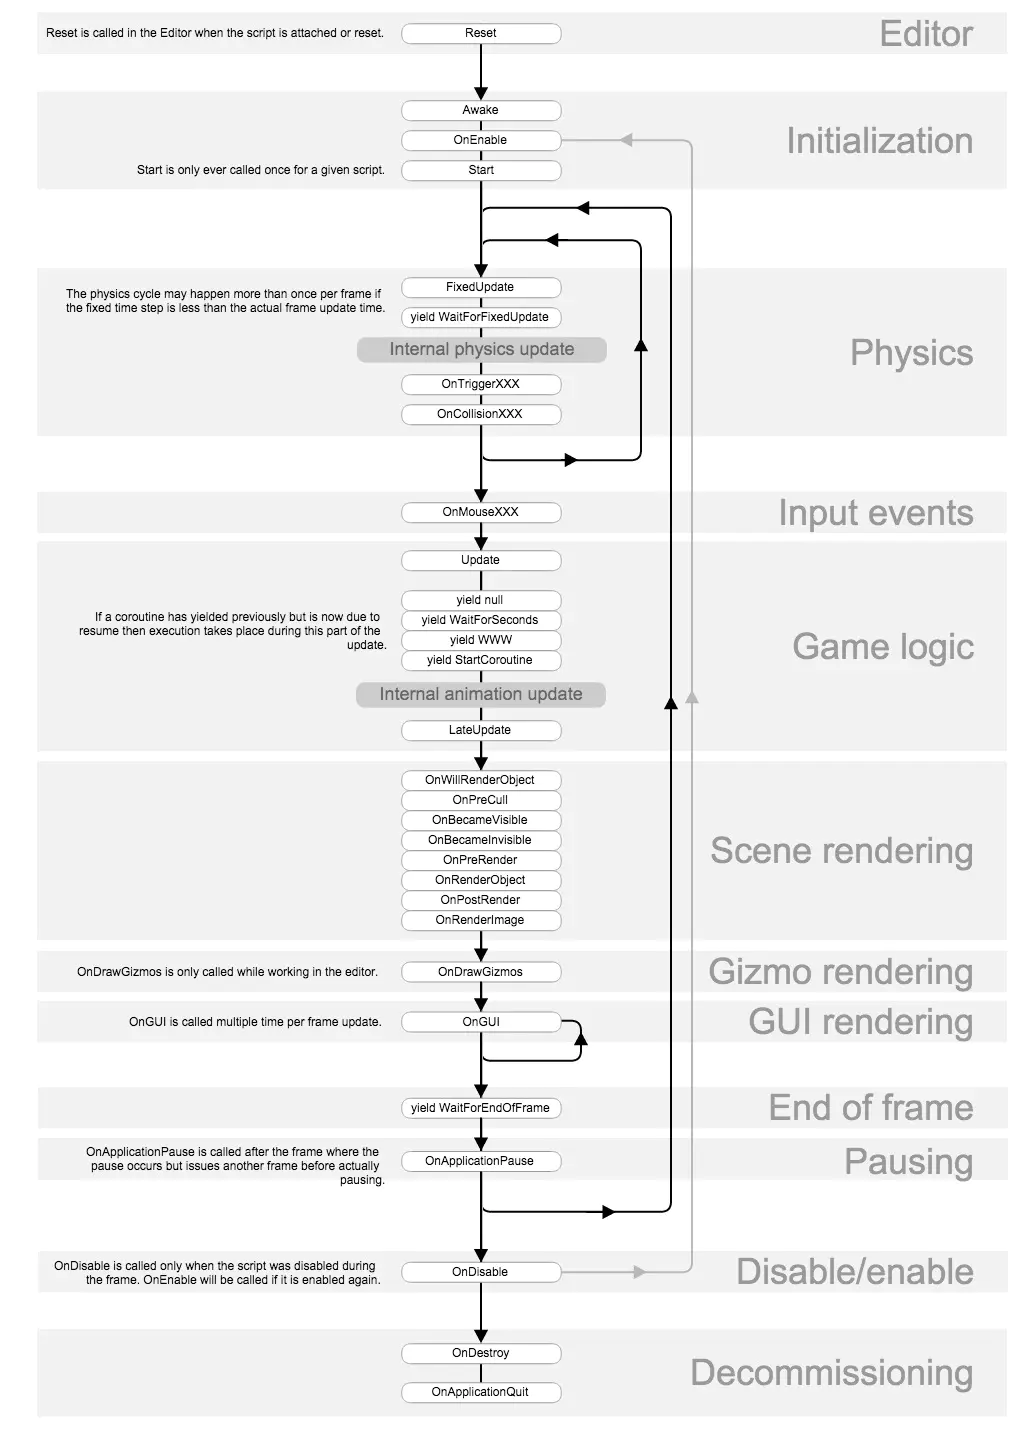 Reset is called in the Editor when the script is attached or reset.
Reset
Editor
Awake
OnEnable
Initialization
Start is only ever called once for a given script.
Start
The physics cycle may happen more than once per frame if
the fixed time step is less than the actual frame update time.
FixedUpdate
yield WaitForFixedUpdate
Internal physics update
Physics
OnTriggerXXX
OnCollisionXXX
OnMouseXXX
Input events
Update
yield null
If a coroutine has yielded previously but is now due to
resume then execution takes place during this part of the
update.
yield WaitForSeconds
yield WWW
yield StartCoroutine
Game logic
Internal animation update
LateUpdate
OnWillRenderObject
OnPreCull
OnBecameVisible
OnBecameInvisible
OnPreRender
OnRenderObject
OnPostRender
OnRenderImage
Scene rendering
OnDrawGizmos is only called while working in the editor.
OnDrawGizmos
Gizmo rendering
OnGUI is called multiple time per frame update.
OnGUI
GUI rendering
yield WaitForEndOfFrame
End of frame
OnApplicationPause is called after the frame where the
pause occurs but issues another frame before actually
pausing.
OnApplicationPause
Pausing
OnDisable is called only when the script was disabled during
the frame. OnEnable will be called if it is enabled again.
OnDisable
Disable/enable
OnDestroy
Decommissioning
OnApplicationQuit